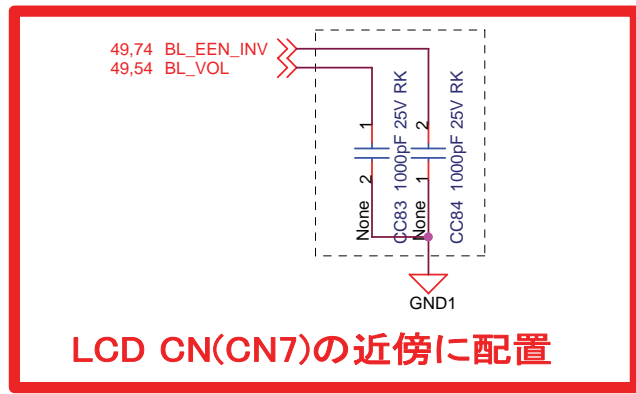 49,74 BL_EEN_INV
49,54 BL_VOL
1
2
None
CC83 1000pF 25V RK
2
1
None
CC84 1000pF 25V RK
GND1
LCD CN(CN7)の近傍に配置